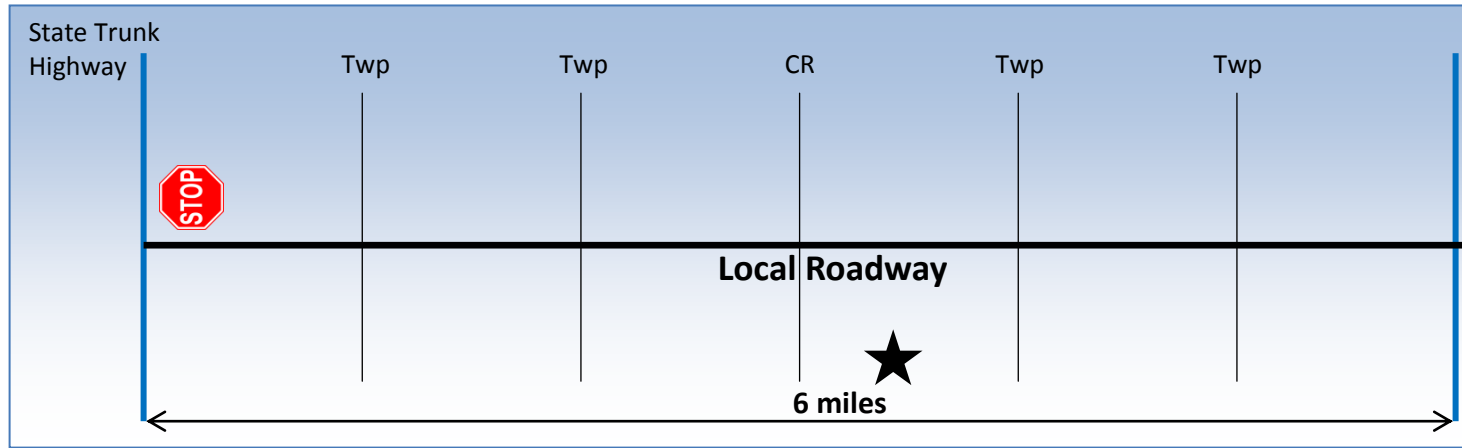 State Trunk
Highway
Twp
Twp
CR
Twp
Twp
STOP
Local Roadway
6 miles